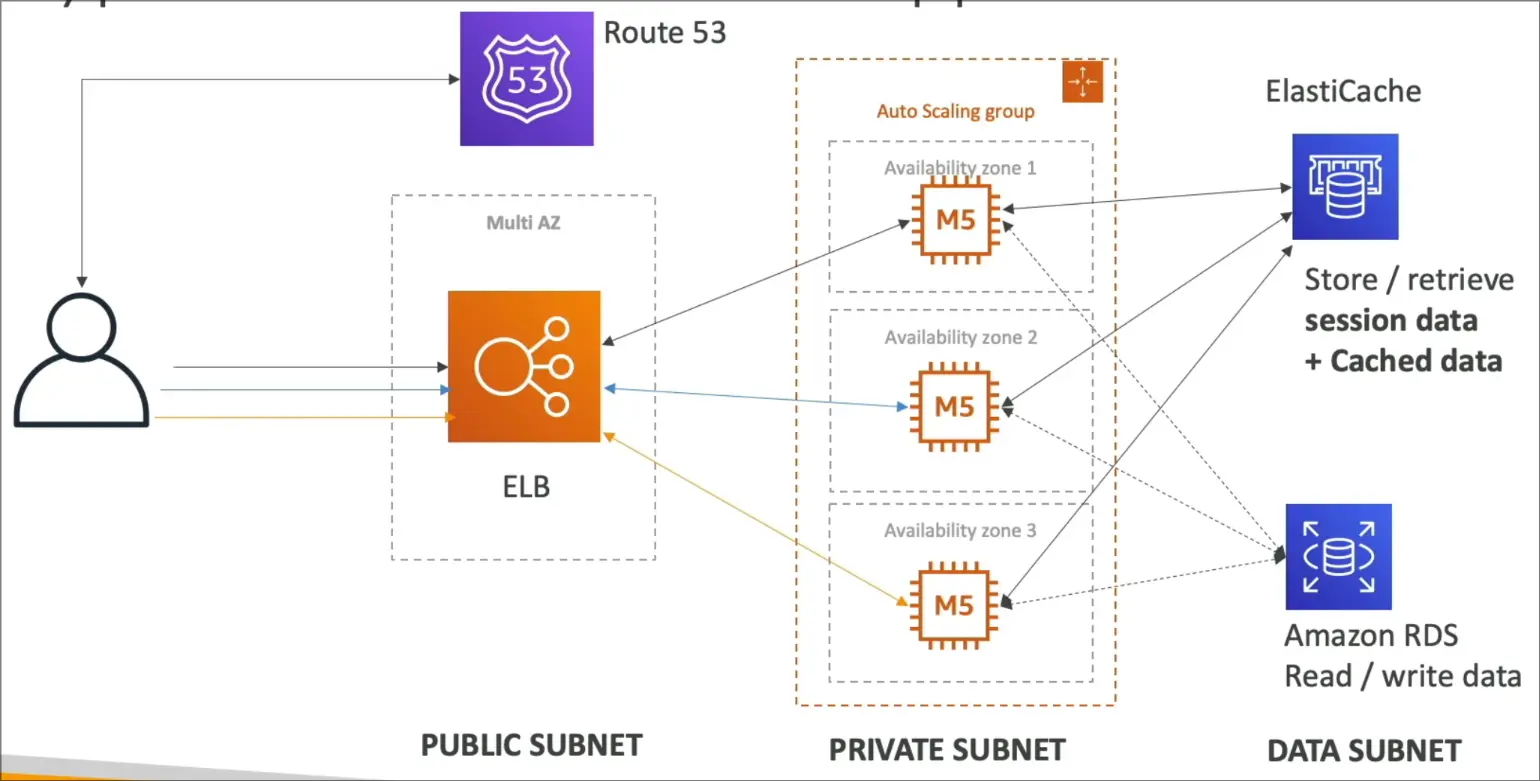 Route 53
53
ElastiCache
Auto Scaling group
Availability zone 1
M5
Multi AZ
Store / retrieve
session data
+ Cached data
Availability zone 2
M5
ELB
Availability zone 3
M5
Amazon RDS
Read / write data
PUBLIC SUBNET
PRIVATE SUBNET
DATA SUBNET